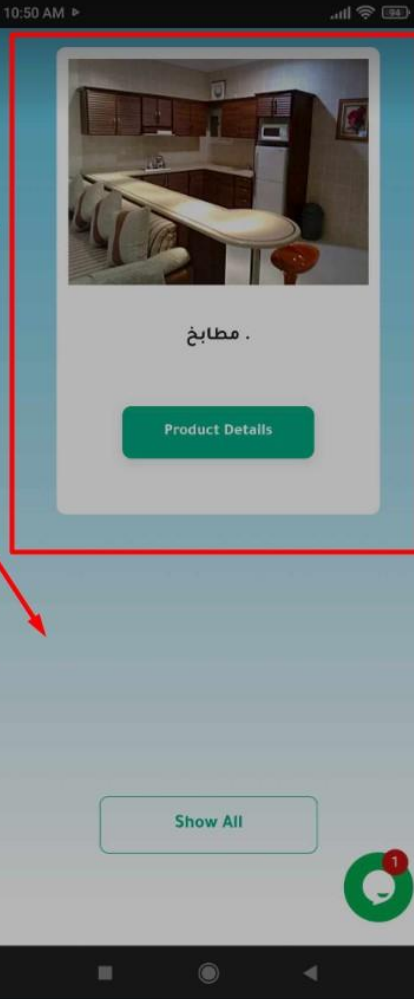 10:50 AM
94
مطابخ .
Product Details
Show All
1